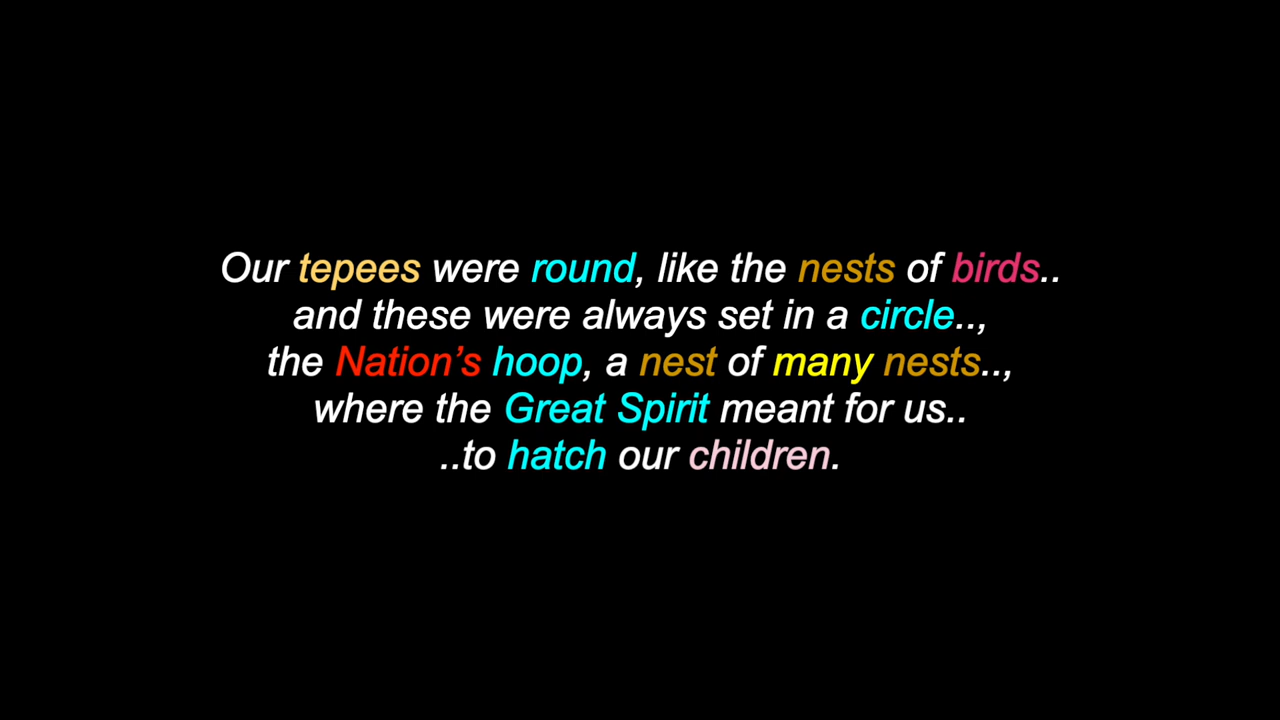 Our tepees were round, like the nests of birds..
and these were always set in a circle..,
the Nation’s hoop, a nest of many nests..,
where the Great Spirit meant for us..
..to hatch our children.